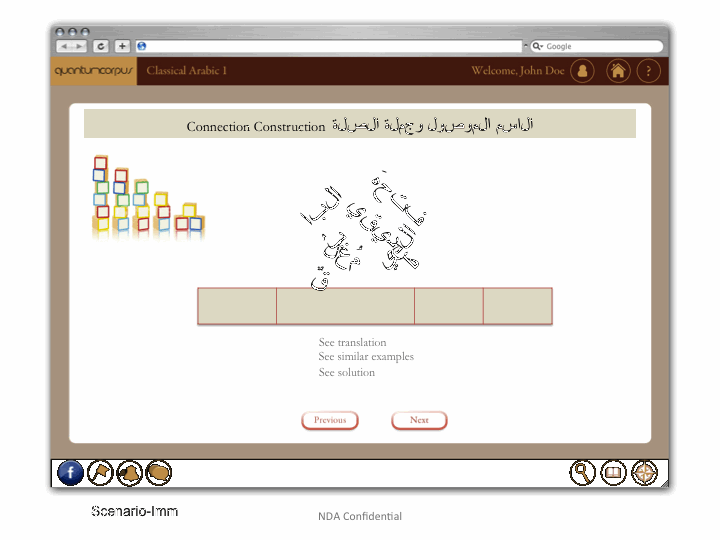 Google
quantumcorpus Classical Arabic 1 Welcome, John Doe ?
Connection Construction الاسم الموصول وجملة الصلة
See translation
See similar examples
See solution
Previous Next
f
Scenario-Imm
NDA Confidential